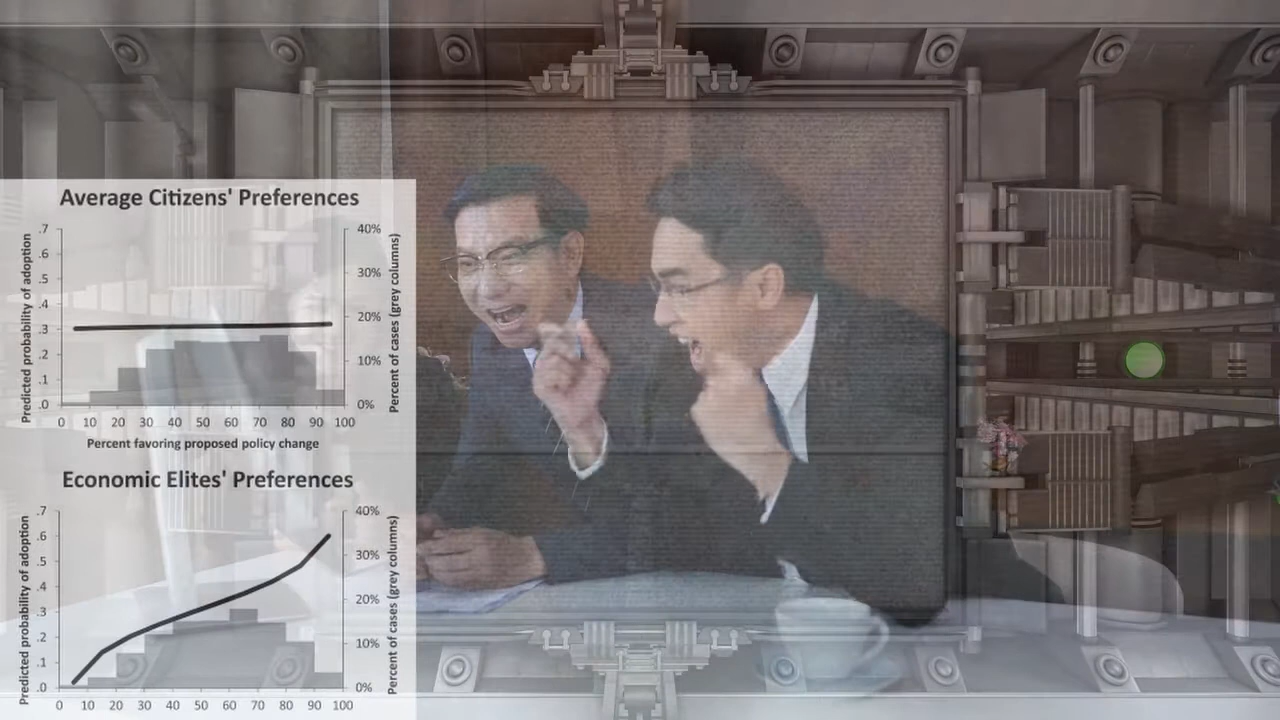 Average Citizens' Preferences
Predicted probability of adoption
.7
.6
.5
.4
.3
.2
.1
.0
40%
30%
20%
10%
0%
Percent of cases (grey columns)
0 10 20 30 40 50 60 70 80 90 100
Percent favoring proposed policy change
Economic Elites' Preferences
Predicted probability of adoption
.7
.6
.5
.4
.3
.2
.1
.0
40%
30%
20%
10%
0%
Percent of cases (grey columns)
0 10 20 30 40 50 60 70 80 90 100